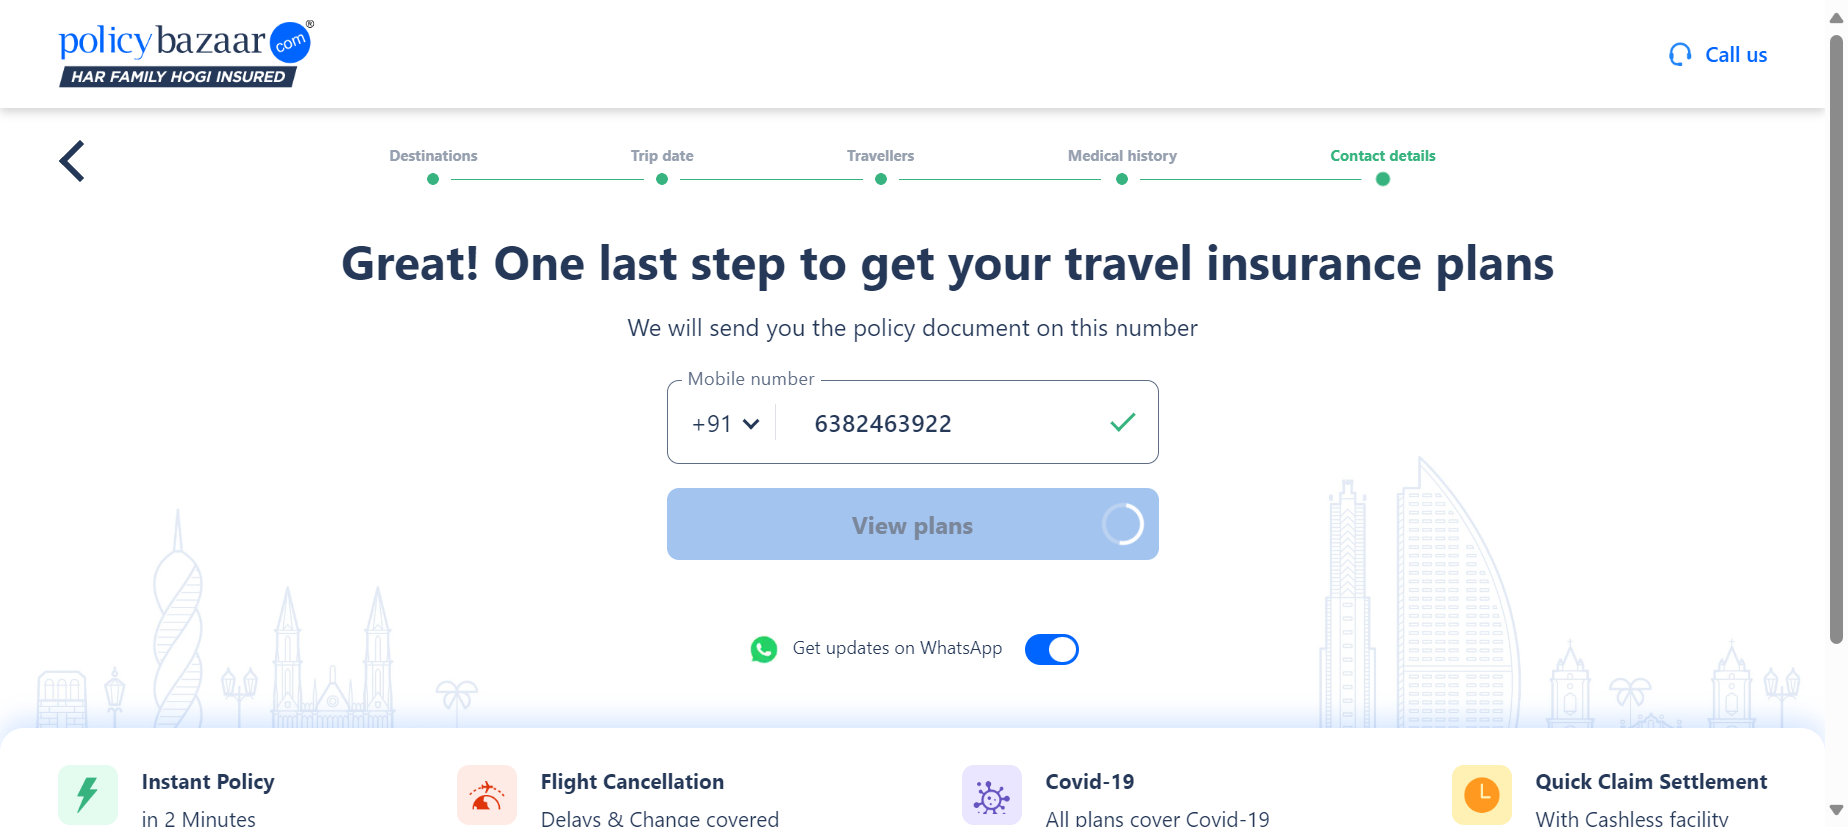 policybazaar com ®
HAR FAMILY HOGI INSURED
Call us
Destinations
Trip date
Travellers
Medical history
Contact details
Great! One last step to get your travel insurance plans
We will send you the policy document on this number
Mobile number
+91 6382463922
View plans
Get updates on WhatsApp
Instant Policy
in 2 Minutes
Flight Cancellation
Delays & Change covered
Covid-19
All plans cover Covid-19
Quick Claim Settlement
With Cashless facility